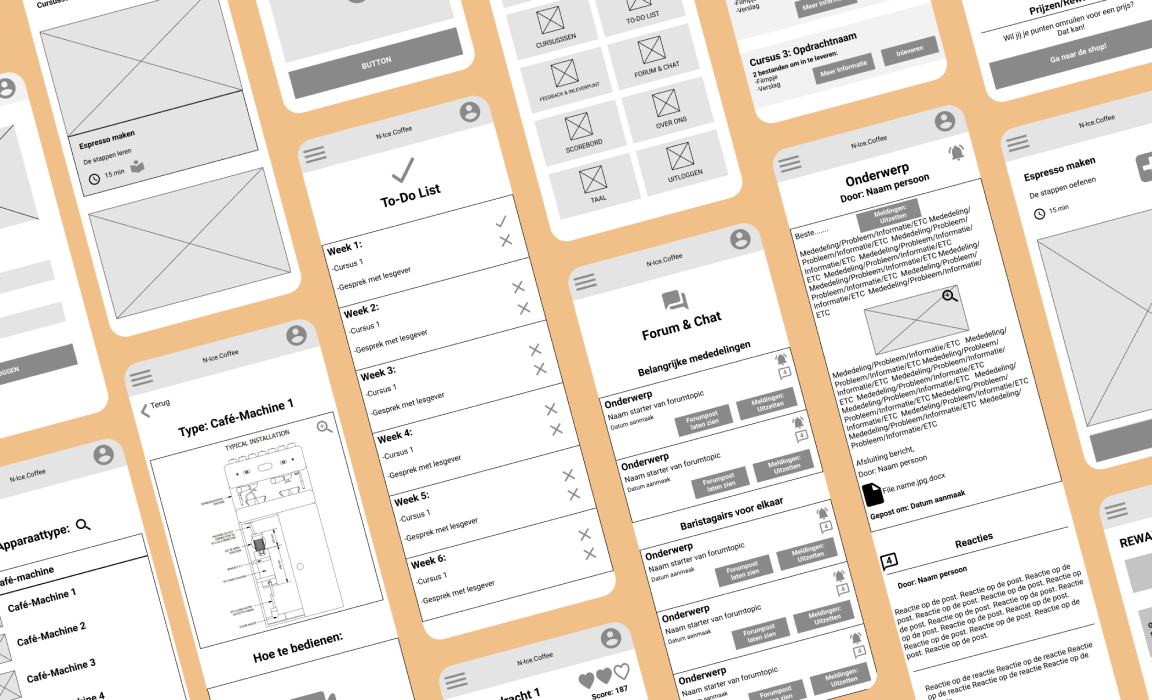 Espresso maken
De stappen leren
15 min
OGGEN
N-Ice.Coffee
Apparaattype:
afé-machine
Café-Machine 1
Café-Machine 2
Café-Machine 3
BUTTON
N-Ice.Coffee
Terug
Type: Café-Machine 1
TYPICAL INSTALLATION
Hoe te bedienen:
N-Ice.Coffee
To-Do List
Week 1:
-Cursus 1
-Gesprek met lesgever
Week 2:
-Cursus 1
-Gesprek met lesgever
Week 3:
-Cursus 1
-Gesprek met lesgever
Week 4:
-Cursus 1
-Gesprek met lesgever
Week 5:
-Cursus 1
-Gesprek met lesgever
Week 6:
-Cursus 1
-Gesprek met lesgever
N-Ice.Coffee
dracht 1
Score: 187
CURSUSSSEN
TO-DO LIST
FEEDBACK & INLEVERPUNT
FORUM & CHAT
SCOREBORD
OVER ONS
TAAL
UITLOGGEN
N-Ice.Coffee
Forum & Chat
Belangrijke mededelingen
4
Onderwerp
Naam starter van forumtopic
Datum aanmaak
Forumpost
laten zien
Meldingen:
Uitzetten
4
Onderwerp
Naam starter van forumtopic
Datum aanmaak
Forumpost
laten zien
Meldingen:
Uitzetten
Baristagairs voor elkaar
4
Onderwerp
Naam starter van forumtopic
Datum aanmaak
Forumpost
laten zien
Meldingen:
Uitzetten
4
Onderwerp
Naam starter van forumtopic
Datum aanmaak
Forumpost
laten zien
Meldingen:
Uitzetten
4
Onderwerp
Naam starter van forumtopic
Datum aanmaak
Forumpost
laten zien
Meldingen:
Uitzetten
-Filmpje
-Verslag
Meer informatie
Cursus 3: Opdrachtnaam
2 bestanden om in te leveren:
-Filmpje
-Verslag
Meer informatie
Inleveren
N-Ice.Coffee
Onderwerp
Door: Naam persoon
Meldingen:
Uitzetten
Beste.......
Mededeling/Probleem/Informatie/ETC Mededeling/
Probleem/Informatie/ETC Mededeling/Probleem/
Informatie/ETC Mededeling/Probleem/Informatie/
ETC Mededeling/Probleem/Informatie/ETC
Mededeling/Probleem/Informatie/ETC Mededeling/
Probleem/Informatie/ETC Mededeling/Probleem/
Informatie/ETC Mededeling/Probleem/Informatie/
ETC
Mededeling/Probleem/Informatie/ETC Mededeling/
Probleem/Informatie/ETC Mededeling/Probleem/
Informatie/ETC Mededeling/Probleem/Informatie/
ETC Mededeling/Probleem/Informatie/ETC
Mededeling/Probleem/Informatie/ETC Mededeling/
Probleem/Informatie/ETC Mededeling/Probleem/
Informatie/ETC Mededeling/Probleem/Informatie/ETC
Mededeling/Probleem/Informatie/ETC Mededeling/
Probleem/Informatie/ETC
Afsluiting bericht,
Door: Naam persoon
File.name.jpg.docx
Gepost om: Datum aanmaak
4
Reacties
Door: Naam persoon
Reactie op de post. Reactie op de post. Reactie op
de post. Reactie op de post. Reactie op de post.
Reactie op de post. Reactie op de post. Reactie
op de post. Reactie op de post. Reactie op de
post. Reactie op de post.
Reactie op de reactie Reactie op de reactie Reactie
op de reactie Reactie op de reactie Reactie op de
Wil jij je punten omruilen voor een prijs?
Dat kan!
Ga naar de shop!
N-Ice.Coffee
Espresso maken
De stappen oefenen
15 min
REWA